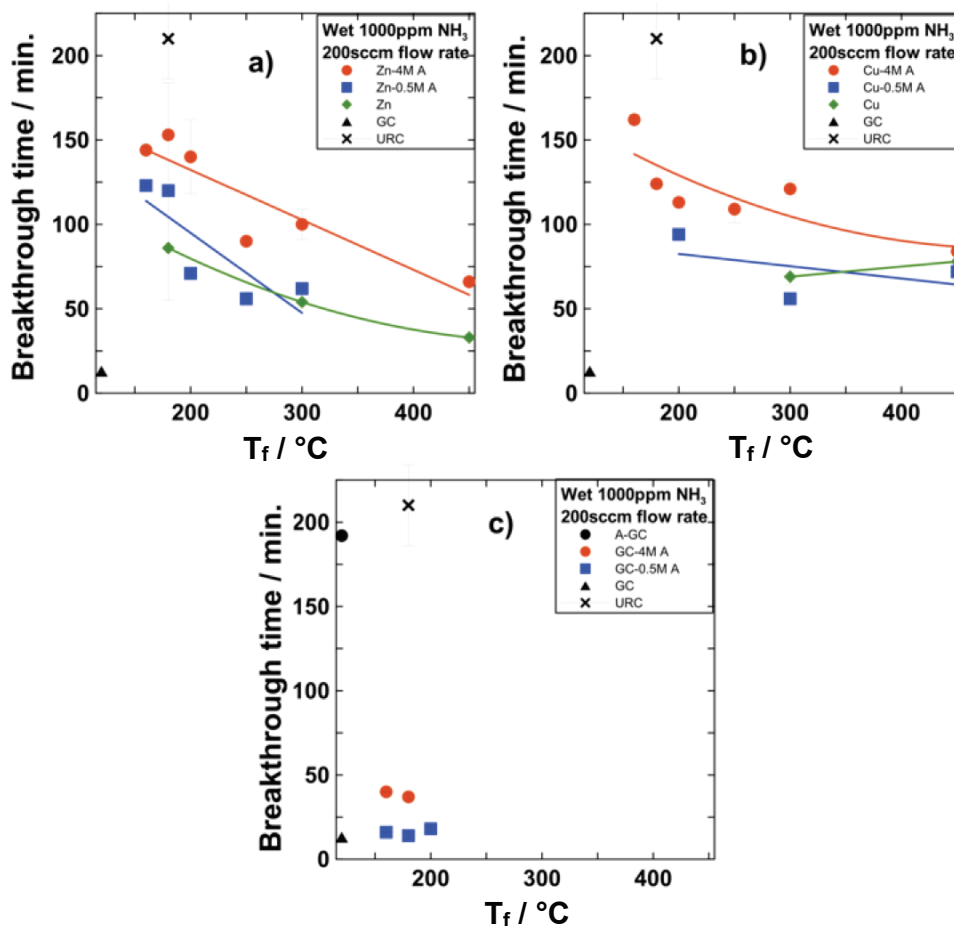 Wet 1000ppm NH3
200sccm flow rate
Zn-4M A
Zn-0.5M A
Zn
GC
URC
a)
Breakthrough time / min.
200
150
100
50
0
200 300 400
Tf / °C
Wet 1000ppm NH3
200sccm flow rate
Cu-4M A
Cu-0.5M A
Cu
GC
URC
b)
Breakthrough time / min.
200
150
100
50
0
200 300 400
Tf / °C
Wet 1000ppm NH3
200sccm flow rate
A-GC
GC-4M A
GC-0.5M A
GC
URC
c)
Breakthrough time / min.
200
150
100
50
0
200 300 400
Tf / °C